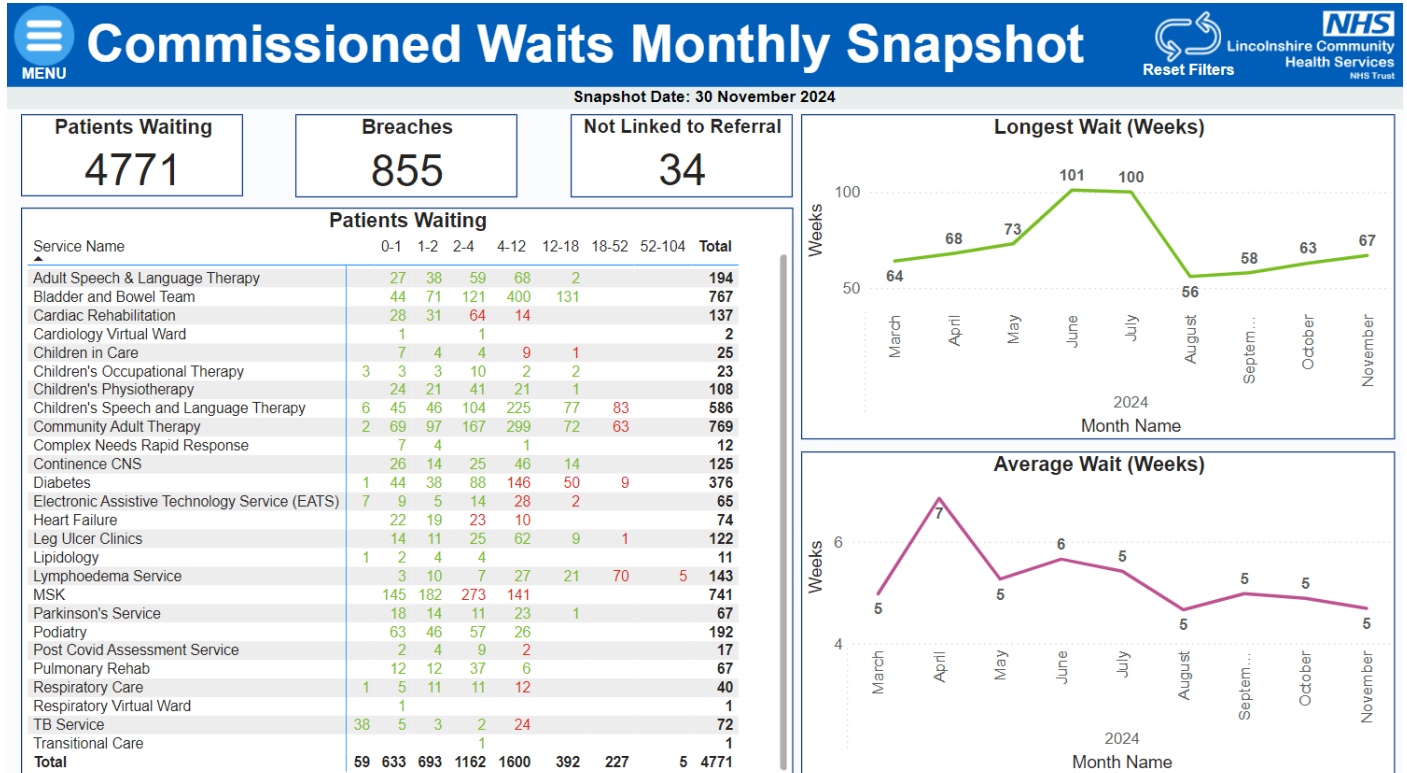 Commissioned Waits Monthly Snapshot
MENU
Reset Filters
NHS
Lincolnshire Community
Health Services
NHS Trust
Snapshot Date: 30 November 2024
Patients Waiting
4771
Breaches
855
Not Linked to Referral
34
Patients Waiting
Service Name 0-1 1-2 2-4 4-12 12-18 18-52 52-104 Total
Adult Speech & Language Therapy 27 38 59 68 2 194
Bladder and Bowel Team 44 71 121 400 131 767
Cardiac Rehabilitation 28 31 64 14 137
Cardiology Virtual Ward 1 1 2
Children in Care 7 4 4 9 1 25
Children's Occupational Therapy 3 3 3 10 2 2 23
Children's Physiotherapy 24 21 41 21 1 108
Children's Speech and Language Therapy 6 45 46 104 225 77 83 586
Community Adult Therapy 2 69 97 167 299 72 63 769
Complex Needs Rapid Response 7 4 1 12
Continence CNS 26 14 25 46 14 125
Diabetes 1 44 38 88 146 50 9 376
Electronic Assistive Technology Service (EATS) 7 9 5 14 28 2 65
Heart Failure 22 19 23 10 74
Leg Ulcer Clinics 14 11 25 62 9 1 122
Lipidology 1 2 4 4 11
Lymphoedema Service 3 10 7 27 21 70 5 143
MSK 145 182 273 141 741
Parkinson's Service 18 14 11 23 1 67
Podiatry 63 46 57 26 192
Post Covid Assessment Service 2 4 9 2 17
Pulmonary Rehab 12 12 37 6 67
Respiratory Care 1 5 11 11 12 40
Respiratory Virtual Ward 1 1
TB Service 38 5 3 2 24 72
Transitional Care 1 1
Total 59 633 693 1162 1600 392 227 5 4771
Longest Wait (Weeks)
Weeks
100
50
64 68 73 101 100 56 58 63 67
March April May June July August Septem... October November
2024
Month Name
Average Wait (Weeks)
Weeks
6
4
5 7 5 6 5 5 5 5 5
March April May June July August Septem... October November
2024
Month Name